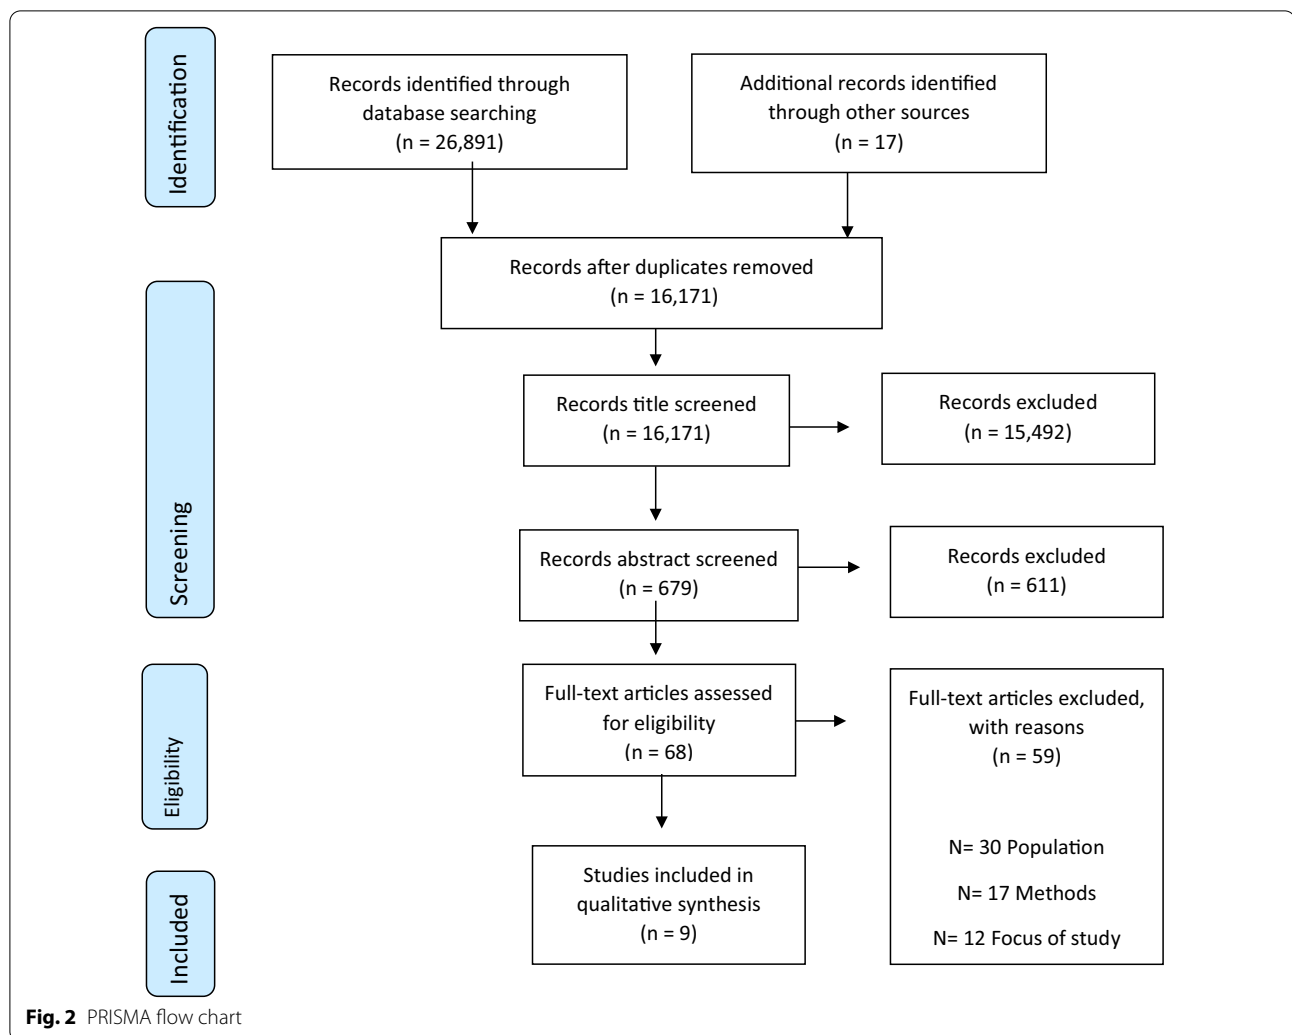 Identification
Records identified through
database searching
(n = 26,891)
Additional records identified
through other sources
(n = 17)
Records after duplicates removed
(n = 16,171)
Screening
Records title screened
(n = 16,171)
Records excluded
(n = 15,492)
Records abstract screened
(n = 679)
Records excluded
(n = 611)
Eligibility
Full-text articles assessed
for eligibility
(n = 68)
Full-text articles excluded,
with reasons
(n = 59)
N= 30 Population
N= 17 Methods
N= 12 Focus of study
Included
Studies included in
qualitative synthesis
(n = 9)
Fig. 2 PRISMA flow chart